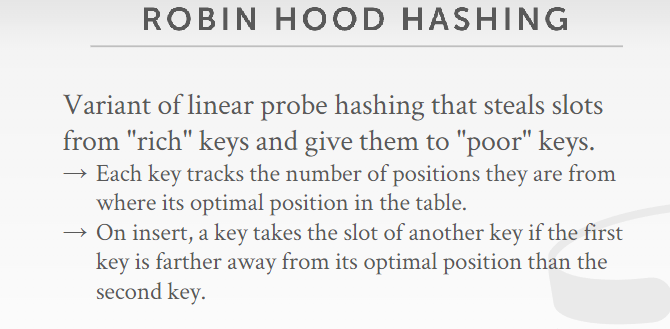 ROBIN HOOD HASHING
Variant of linear probe hashing that steals slots
from "rich" keys and give them to "poor" keys.
→ Each key tracks the number of positions they are from
where its optimal position in the table.
→ On insert, a key takes the slot of another key if the first
key is farther away from its optimal position than the
second key.